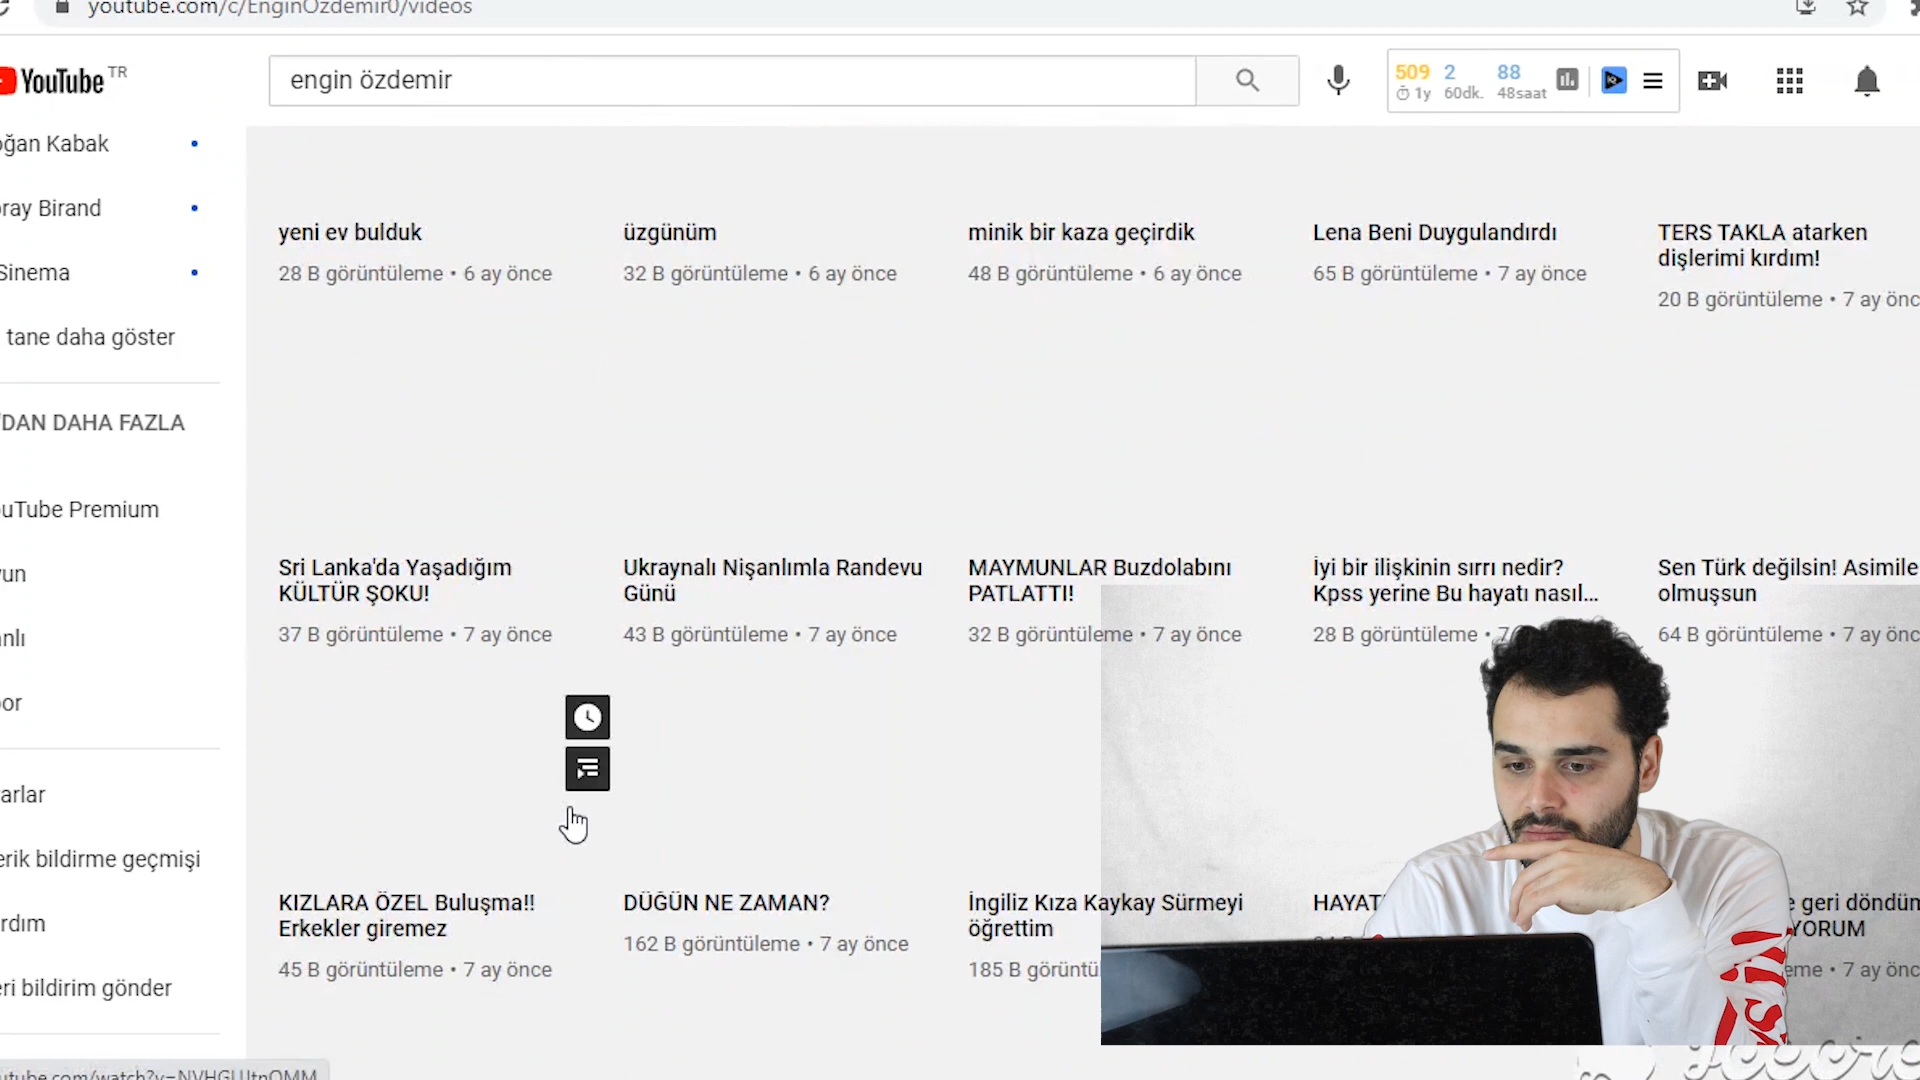 youtube.com/c/EnginOzdemir0/videos
YouTube TR
engin özdemir
509 2 88
1y 60dk. 48saat
oğan Kabak
ray Birand
Sinema
tane daha göster
'DAN DAHA FAZLA
ouTube Premium
anlı
or
arlar
erik bildirme geçmişi
rdım
eri bildirim gönder
yeni ev bulduk
28 B görüntüleme • 6 ay önce
üzgünüm
32 B görüntüleme • 6 ay önce
minik bir kaza geçirdik
48 B görüntüleme • 6 ay önce
Lena Beni Duygulandırdı
65 B görüntüleme • 7 ay önce
TERS TAKLA atarken
dişlerimi kırdım!
20 B görüntüleme • 7 ay önc
Sri Lanka'da Yaşadığım
KÜLTÜR ŞOKU!
37 B görüntüleme • 7 ay önce
Ukraynalı Nişanlımla Randevu
Günü
43 B görüntüleme • 7 ay önce
MAYMUNLAR Buzdolabını
PATLATTI!
32 B görüntüleme • 7 ay önce
İyi bir ilişkinin sırrı nedir?
Kpss yerine Bu hayatı nasıl...
28 B görüntüleme • 7
Sen Türk değilsin! Asimile
olmuşsun
64 B görüntüleme • 7 ay önc
KIZLARA ÖZEL Buluşma!!
Erkekler giremez
45 B görüntüleme • 7 ay önce
DÜĞÜN NE ZAMAN?
162 B görüntüleme • 7 ay önce
İngiliz Kıza Kaykay Sürmeyi
öğrettim
185 B görüntü
HAYAT
e geri döndüm
YORUM
eme • 7 ay önc